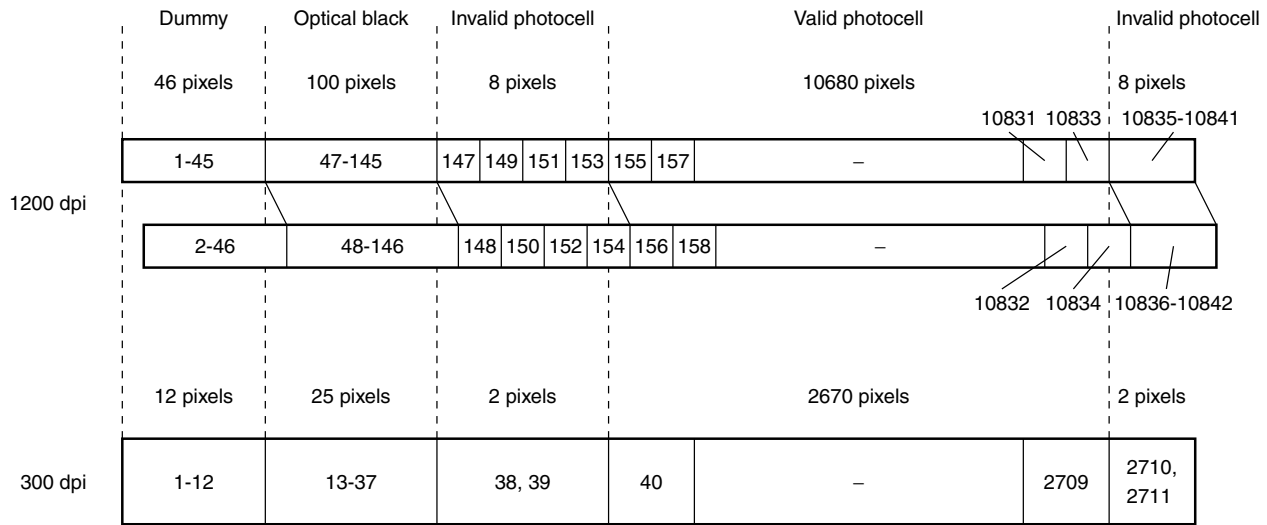 Dummy Optical black Invalid photocell Valid photocell Invalid photocell
46 pixels 100 pixels 8 pixels 10680 pixels 8 pixels
10831 10833 10835-10841
1-45 47-145 147 149 151 153 155 157 –
1200 dpi
2-46 48-146 148 150 152 154 156 158 –
10832 10834 10836-10842
12 pixels 25 pixels 2 pixels 2670 pixels 2 pixels
300 dpi 1-12 13-37 38, 39 40 – 2709 2710,
2711